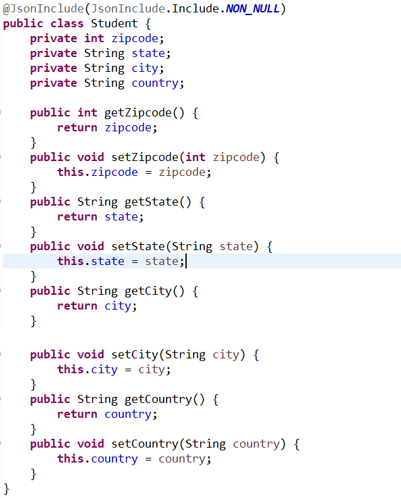 @JsonInclude(JsonInclude.Include.NON_NULL)
public class Student {
    private int zipcode;
    private String state;
    private String city;
    private String country;

    public int getZipcode() {
        return zipcode;
    }
    public void setZipcode(int zipcode) {
        this.zipcode = zipcode;
    }
    public String getState() {
        return state;
    }
    public void setState(String state) {
        this.state = state;
    }
    public String getCity() {
        return city;
    }

    public void setCity(String city) {
        this.city = city;
    }
    public String getCountry() {
        return country;
    }
    public void setCountry(String country) {
        this.country = country;
    }
}